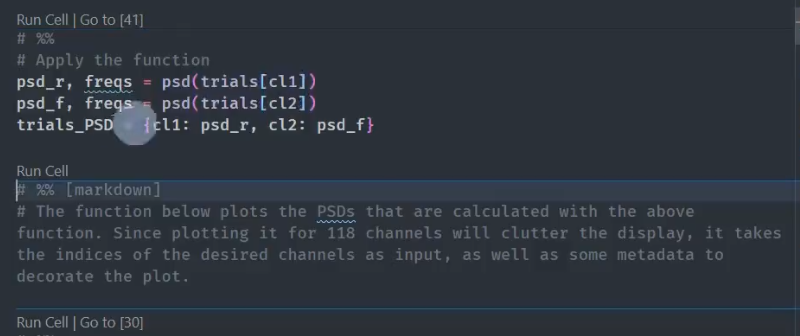 Run Cell | Go to [41]
# %%
# Apply the function
psd_r, freqs = psd(trials[cl1])
psd_f, freqs = psd(trials[cl2])
trials_PSD = {cl1: psd_r, cl2: psd_f}
Run Cell
# %% [markdown]
# The function below plots the PSDs that are calculated with the above
function. Since plotting it for 118 channels will clutter the display, it takes
the indices of the desired channels as input, as well as some metadata to
decorate the plot.
Run Cell | Go to [30]